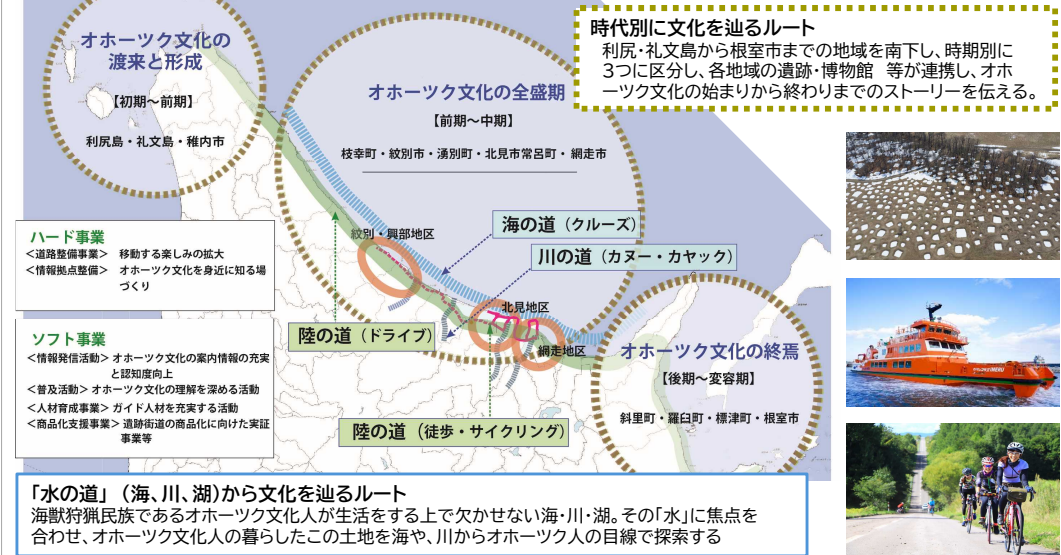 オホーツク文化の
渡来と形成
【初期～前期】
利尻島・礼文島・稚内市
オホーツク文化の全盛期
【前期～中期】
枝幸町・紋別市・湧別町・北見市常呂町・網走市
時代別に文化を辿るルート
利尻・礼文島から根室市までの地域を南下し、時期別に
3つに区分し、各地域の遺跡・博物館　等が連携し、オホ
ーツク文化の始まりから終わりまでのストーリーを伝える。
ハード事業
<道路整備事業>　移動する楽しみの拡大
<情報拠点整備>　オホーツク文化を身近に知る場
づくり
ソフト事業
<情報発信活動> オホーツク文化の案内情報の充実
と認知度向上
<普及活動> オホーツク文化の理解を深める活動
<人材育成事業> ガイド人材を充実する活動
<商品化支援事業> 遺跡街道の商品化に向けた実証
事業等
紋別・興部地区
海の道（クルーズ）
川の道（カヌー・カヤック）
北見地区
陸の道（ドライブ）
網走地区
陸の道（徒歩・サイクリング）
オホーツク文化の終焉
【後期～変容期】
斜里町・羅臼町・標津町・根室市
「水の道」（海、川、湖）から文化を辿るルート
海獣狩猟民族であるオホーツク文化人が生活をする上で欠かせない海・川・湖。その「水」に焦点を
合わせ、オホーツク文化人の暮らしたこの土地を海や、川からオホーツク人の目線で探索する